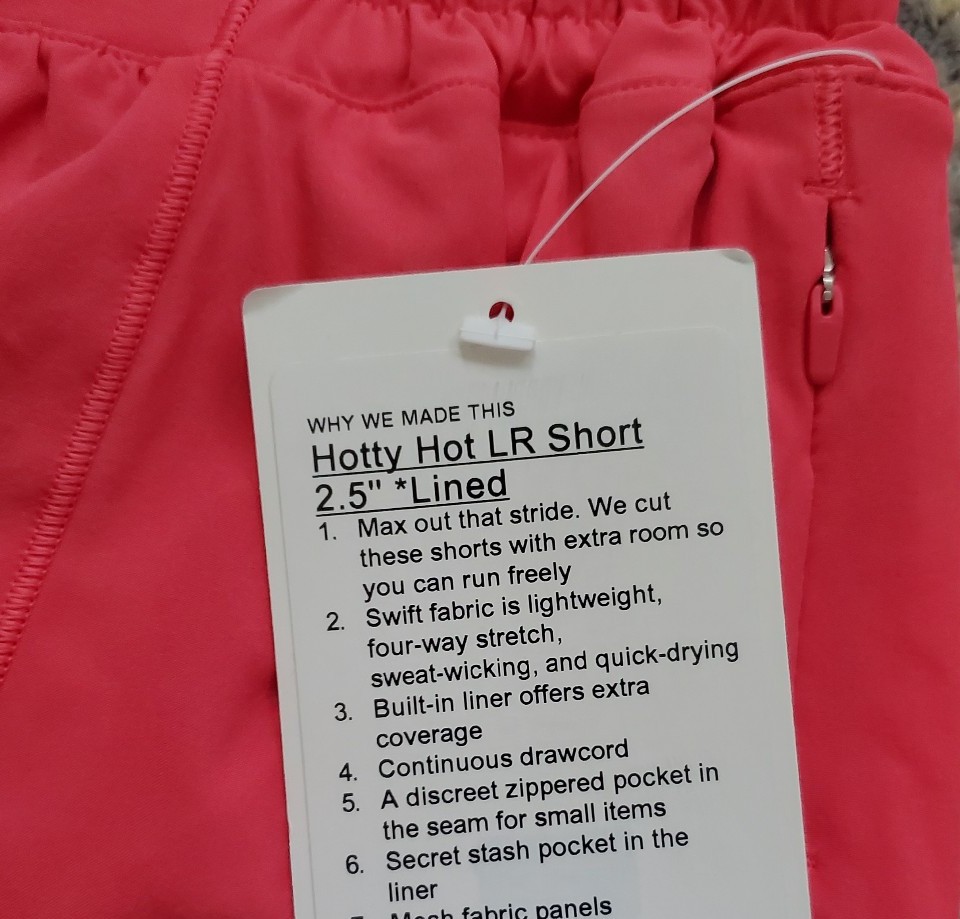 WHY WE MADE THIS
Hotty Hot LR Short
2.5" *Lined
1. Max out that stride. We cut
these shorts with extra room so
you can run freely
2. Swift fabric is lightweight,
four-way stretch,
sweat-wicking, and quick-drying
3. Built-in liner offers extra
coverage
4. Continuous drawcord
5. A discreet zippered pocket in
the seam for small items
6. Secret stash pocket in the
liner
7. Mesh fabric panels